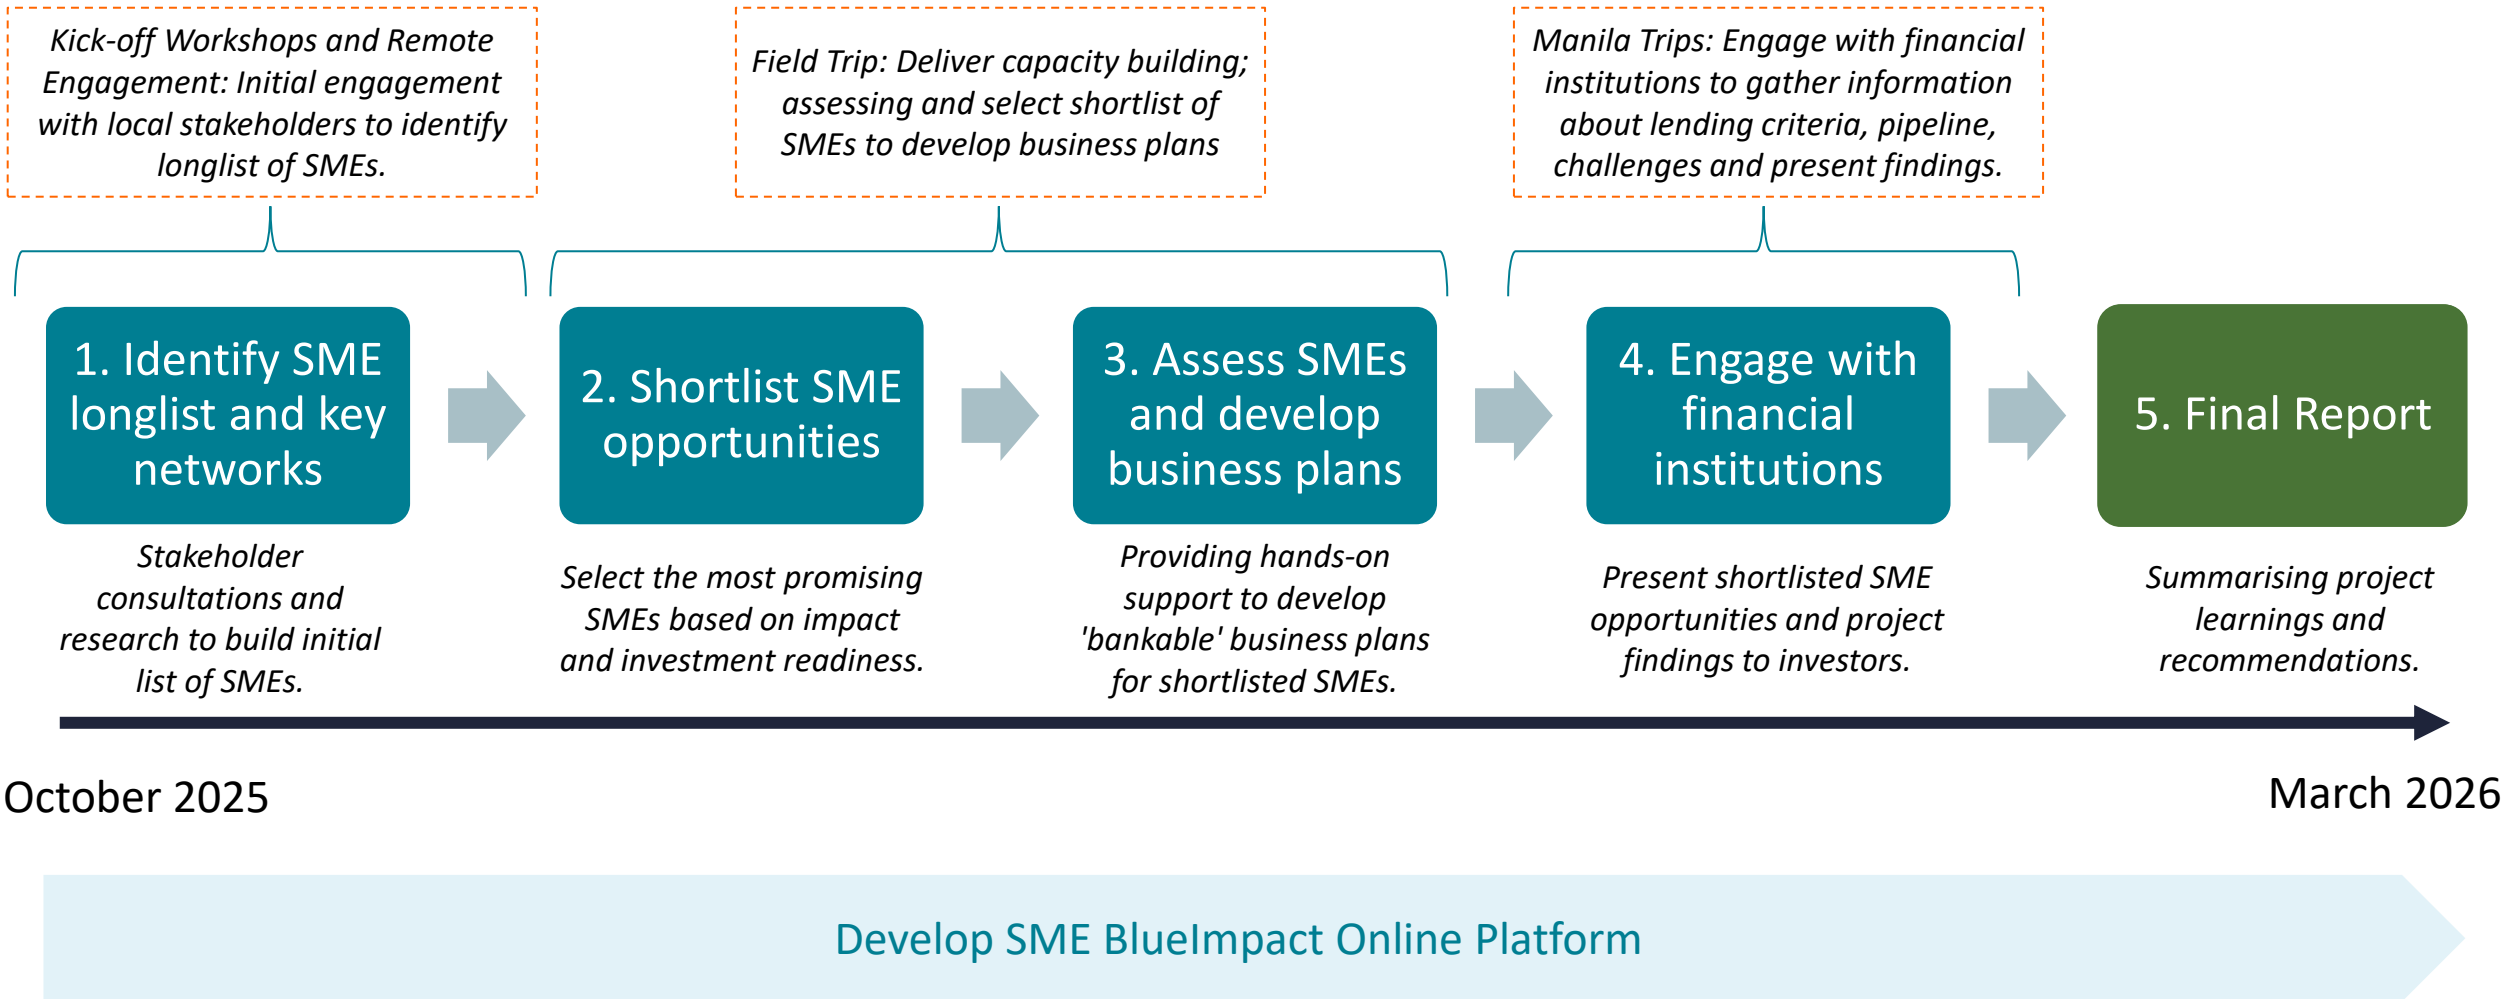 Kick-off Workshops and Remote
Engagement: Initial engagement
with local stakeholders to identify
longlist of SMEs.
Field Trip: Deliver capacity building;
assessing and select shortlist of
SMEs to develop business plans
Manila Trips: Engage with financial
institutions to gather information
about lending criteria, pipeline,
challenges and present findings.
1. Identify SME
longlist and key
networks
2. Shortlist SME
opportunities
3. Assess SMEs
and develop
business plans
4. Engage with
financial
institutions
5. Final Report
Stakeholder
consultations and
research to build initial
list of SMEs.
Select the most promising
SMEs based on impact
and investment readiness.
Providing hands-on
support to develop
'bankable' business plans
for shortlisted SMEs.
Present shortlisted SME
opportunities and project
findings to investors.
Summarising project
learnings and
recommendations.
October 2025
March 2026
Develop SME BlueImpact Online Platform